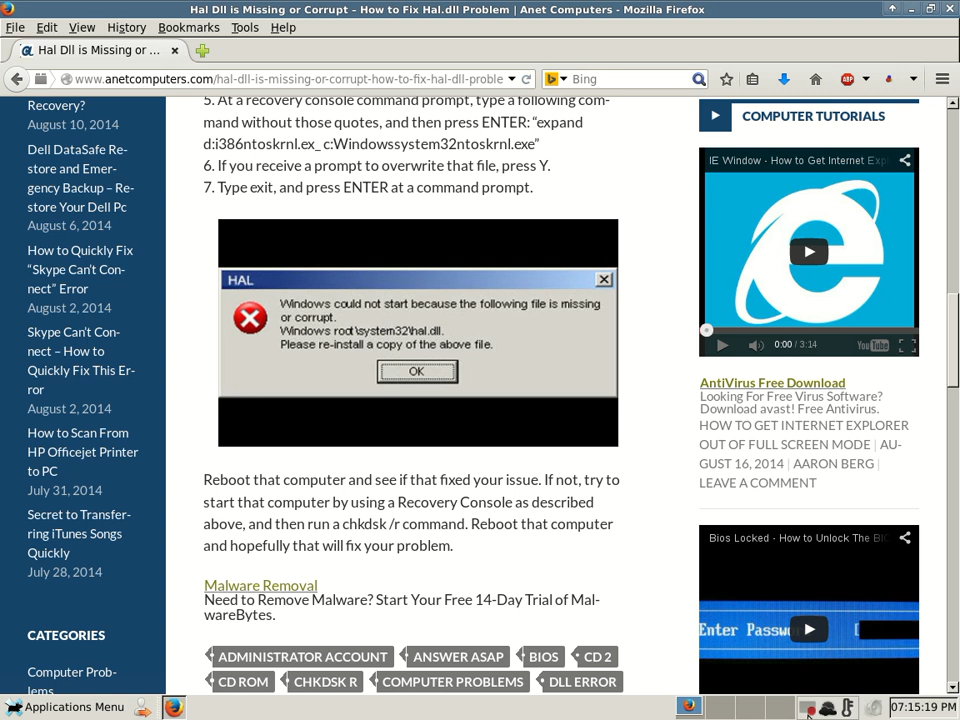 Hal Dll is Missing or Corrupt – How to Fix Hal.dll Problem | Anet Computers - Mozilla Firefox
File Edit View History Bookmarks Tools Help
Hal Dll is Missing or ...
www.anetcomputers.com/hal-dll-is-missing-or-corrupt-how-to-fix-hal-dll-proble
Bing
ABP
Recovery?
August 10, 2014
Dell DataSafe Re-
store and Emer-
gency Backup – Re-
store Your Dell Pc
August 6, 2014
How to Quickly Fix
“Skype Can’t Con-
nect” Error
August 2, 2014
Skype Can’t Con-
nect – How to
Quickly Fix This Er-
ror
August 2, 2014
How to Scan From
HP Officejet Printer
to PC
July 31, 2014
Secret to Transfer-
ring iTunes Songs
Quickly
July 28, 2014
CATEGORIES
Computer Prob-
lems
5. At a recovery console command prompt, type a following com-
mand without those quotes, and then press ENTER: “expand
d:i386ntoskrnl.ex_ c:Windowssystem32ntoskrnl.exe”
6. If you receive a prompt to overwrite that file, press Y.
7. Type exit, and press ENTER at a command prompt.
HAL
Windows could not start because the following file is missing
or corrupt.
Windows root\system32\hal.dll.
Please re-install a copy of the above file.
OK
Reboot that computer and see if that fixed your issue. If not, try to
start that computer by using a Recovery Console as described
above, and then run a chkdsk /r command. Reboot that computer
and hopefully that will fix your problem.
Malware Removal
Need to Remove Malware? Start Your Free 14-Day Trial of Mal-
wareBytes.
ADMINISTRATOR ACCOUNT ANSWER ASAP BIOS CD 2
CD ROM CHKDSK R COMPUTER PROBLEMS DLL ERROR
COMPUTER TUTORIALS
IE Window - How to Get Internet Expl
0:00 / 3:14 YouTube
AntiVirus Free Download
Looking For Free Virus Software?
Download avast! Free Antivirus.
HOW TO GET INTERNET EXPLORER
OUT OF FULL SCREEN MODE | AU-
GUST 16, 2014 | AARON BERG |
LEAVE A COMMENT
Bios Locked - How to Unlock The BIO
Enter Passw
Applications Menu
07:15:19 PM